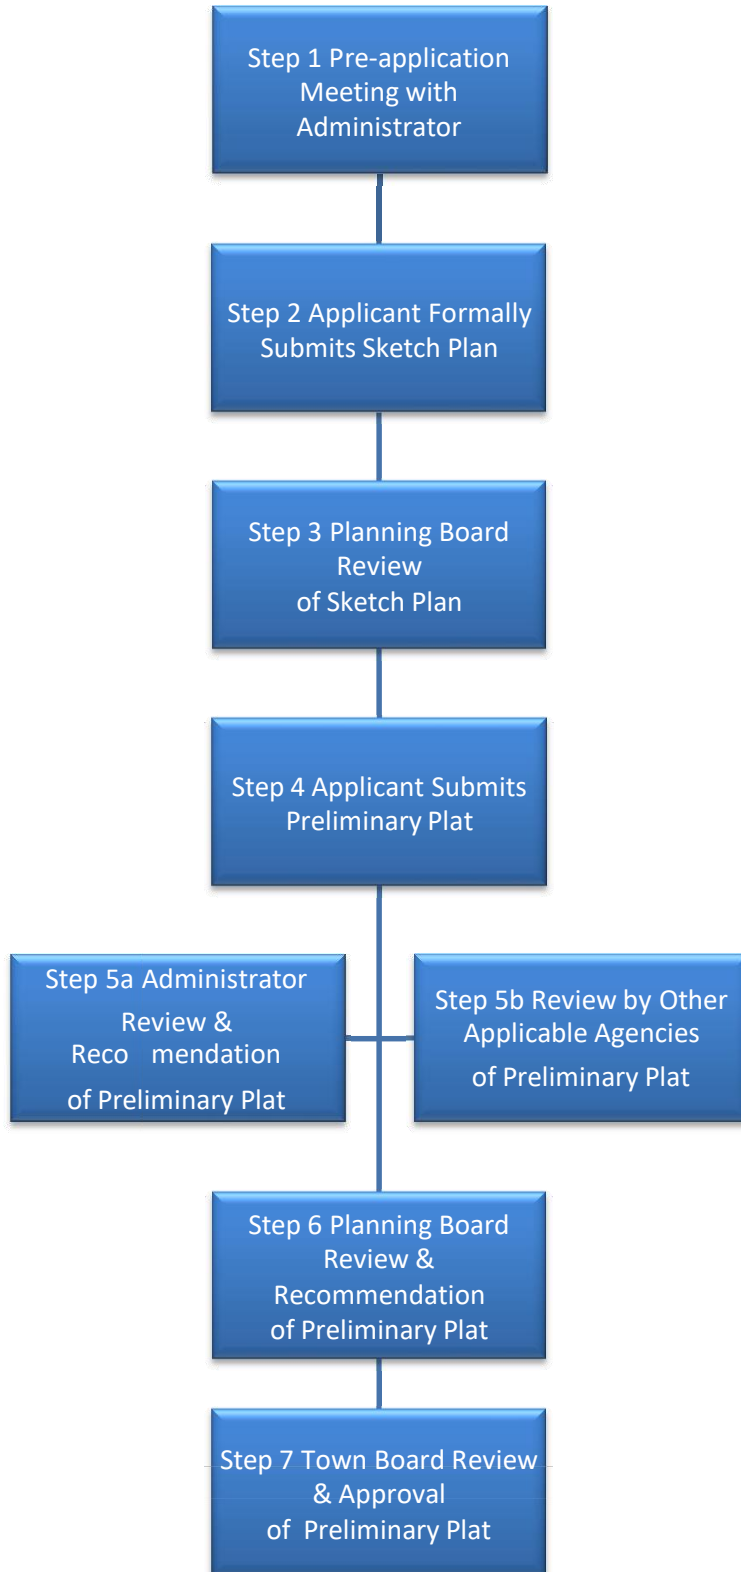 Step 1 Pre-application
Meeting with
Administrator
Step 2 Applicant Formally
Submits Sketch Plan
Step 3 Planning Board
Review
of Sketch Plan
Step 4 Applicant Submits
Preliminary Plat
Step 5a Administrator
Review &
Reco mendation
of Preliminary Plat
Step 5b Review by Other
Applicable Agencies
of Preliminary Plat
Step 6 Planning Board
Review &
Recommendation
of Preliminary Plat
Step 7 Town Board Review
& Approval
of Preliminary Plat